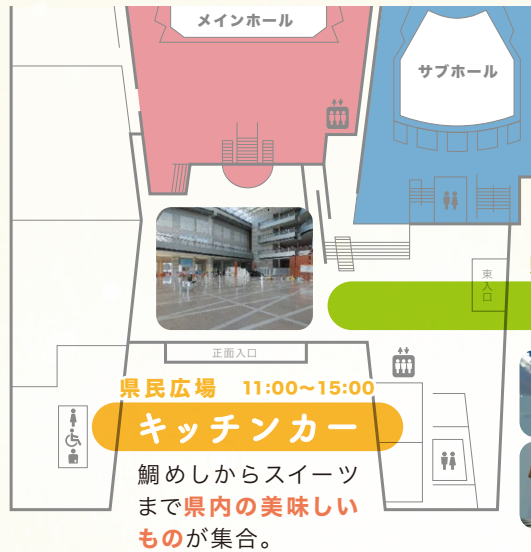 メインホール
サブホール
東入口
正面入口
県民広場 11:00〜15:00
キッチンカー
鯛めしからスイーツ
まで県内の美味しい
ものが集合。